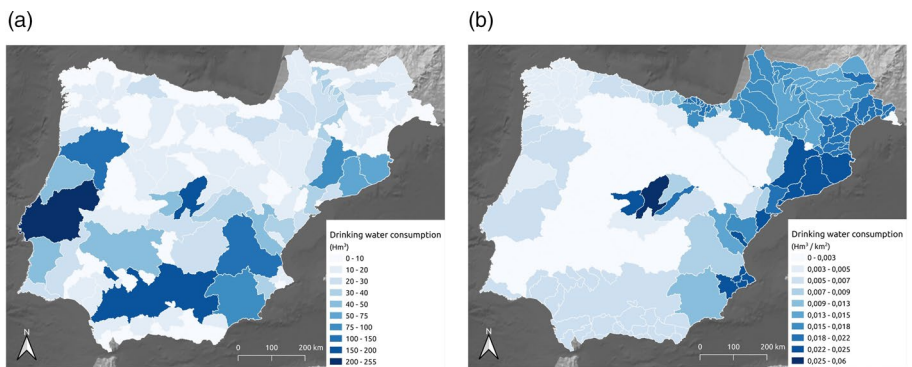 (a)
Drinking water consumption
(Hm³)
0 - 10
10 - 20
20 - 30
30 - 40
40 - 50
50 - 75
75 - 100
100 - 150
150 - 200
200 - 255
N
0 100 200 km
(b)
Drinking water consumption
(Hm³ / km²)
0 - 0,003
0,003 - 0,005
0,005 - 0,007
0,007 - 0,009
0,009 - 0,013
0,013 - 0,015
0,015 - 0,018
0,018 - 0,022
0,022 - 0,025
0,025 - 0,06
N
0 100 200 km